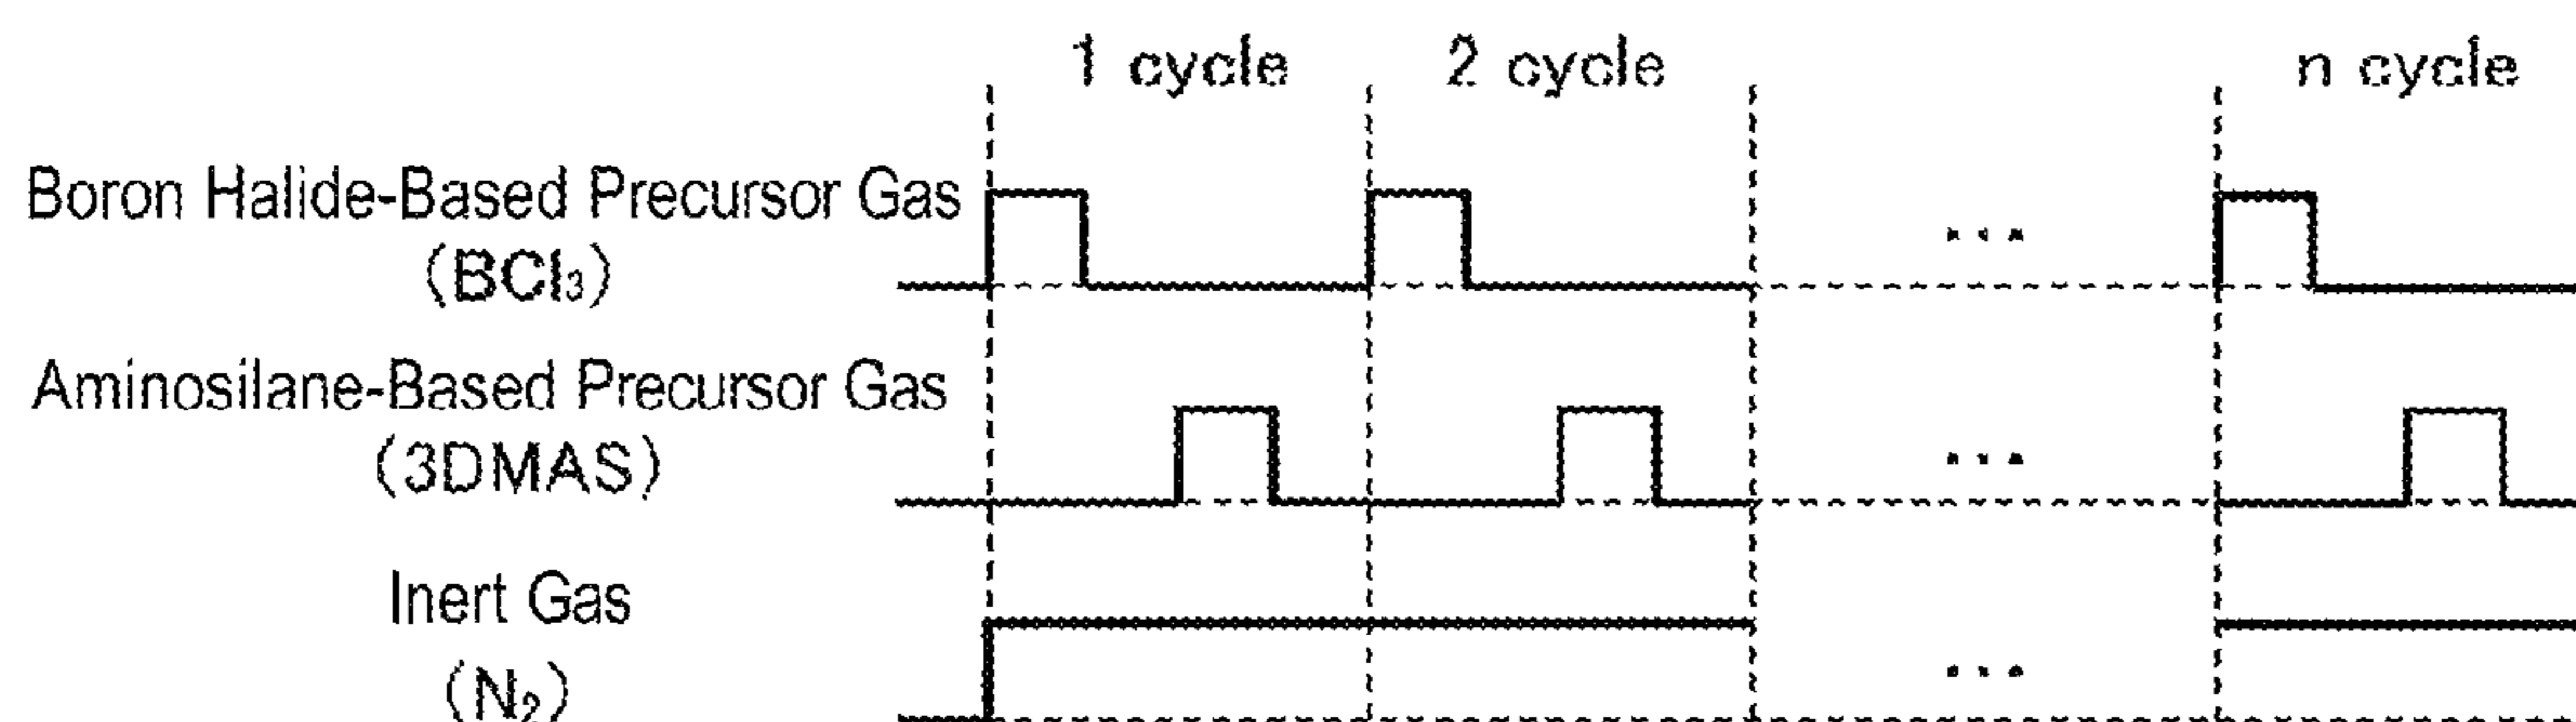 1 cycle 2 cycle n cycle
Boron Halide-Based Precursor Gas
(BCl₃)
...
Aminosilane-Based Precursor Gas
(3DMAS)
...
Inert Gas
(N₂)
...